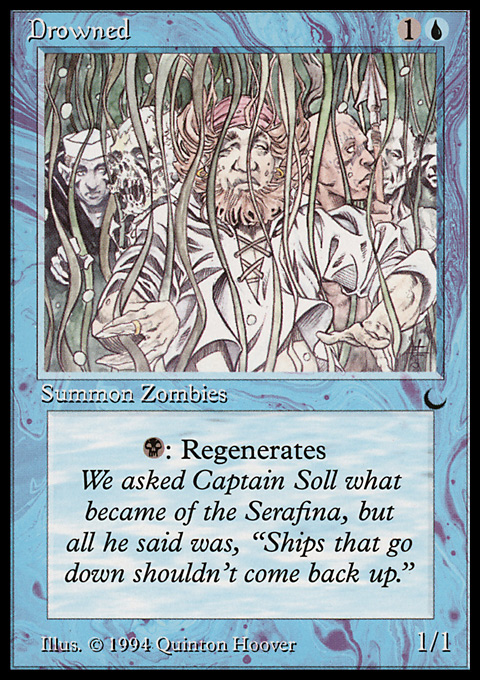 Drowned 1
Summon Zombies
: Regenerates
We asked Captain Soll what
became of the Serafina, but
all he said was, “Ships that go
down shouldn’t come back up.”
Illus. © 1994 Quinton Hoover 1/1